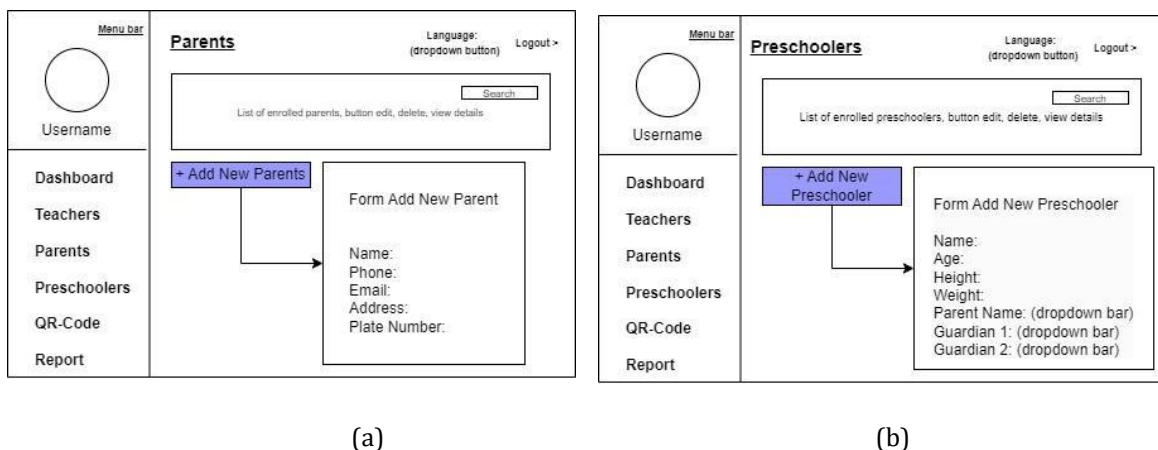 Menu bar
Username
Dashboard
Teachers
Parents
Preschoolers
QR-Code
Report
Parents
Language:
(dropdown button)
Logout >
Search
List of enrolled parents, button edit, delete, view details
+ Add New Parents
Form Add New Parent
Name:
Phone:
Email:
Address:
Plate Number:
(a)
Menu bar
Username
Dashboard
Teachers
Parents
Preschoolers
QR-Code
Report
Preschoolers
Language:
(dropdown button)
Logout >
Search
List of enrolled preschoolers, button edit, delete, view details
+ Add New
Preschooler
Form Add New Preschooler
Name:
Age:
Height:
Weight:
Parent Name: (dropdown bar)
Guardian 1: (dropdown bar)
Guardian 2: (dropdown bar)
(b)